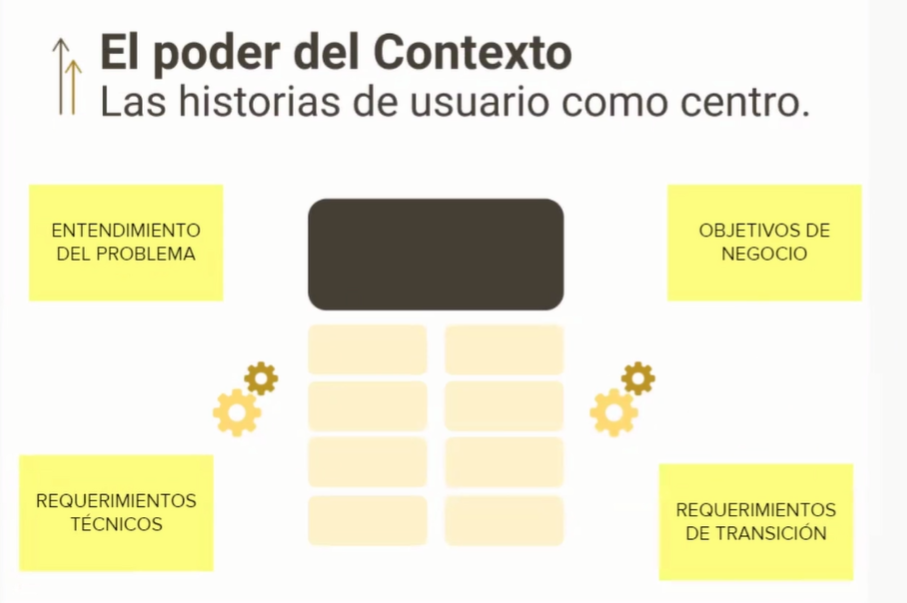 El poder del Contexto
Las historias de usuario como centro.
ENTENDIMIENTO
DEL PROBLEMA
OBJETIVOS DE
NEGOCIO
REQUERIMIENTOS
TÉCNICOS
REQUERIMIENTOS
DE TRANSICIÓN